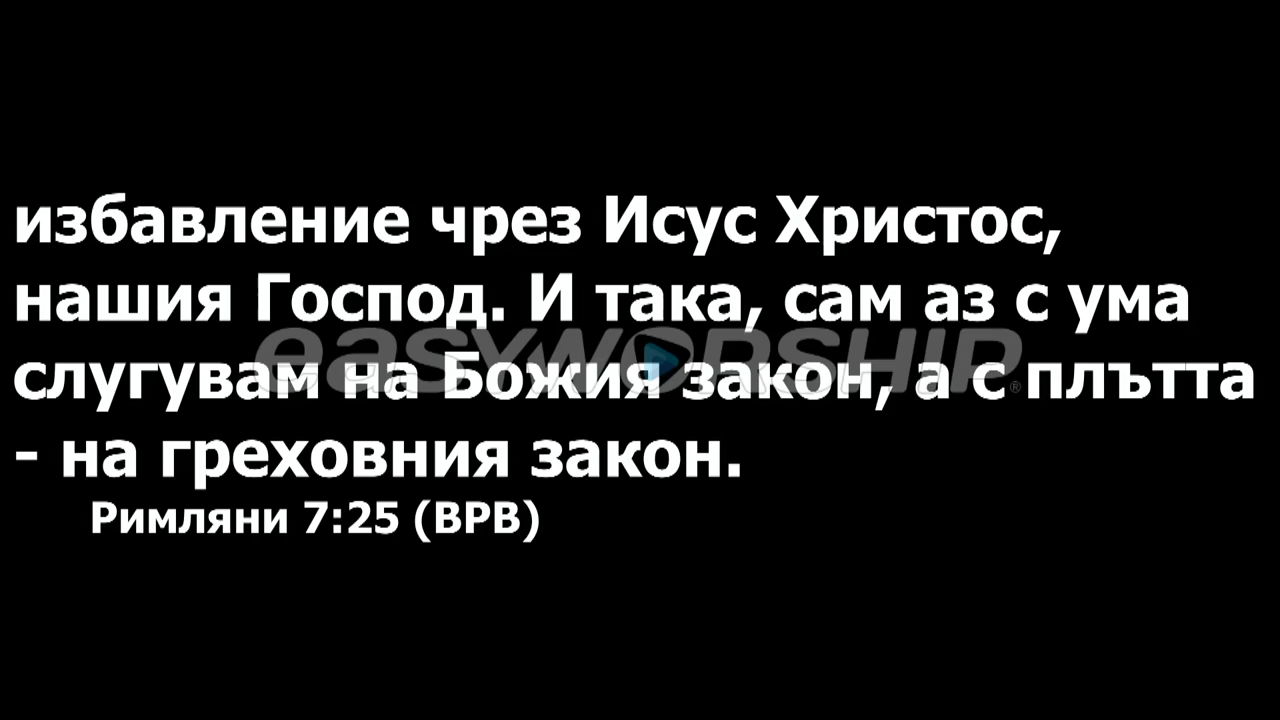 избавление чрез Исус Христос,
нашия Господ. И така, сам аз с ума
easyWORSHIP®
слугувам на Божия закон, а с плътта
- на греховния закон.
Римляни 7:25 (ВРВ)